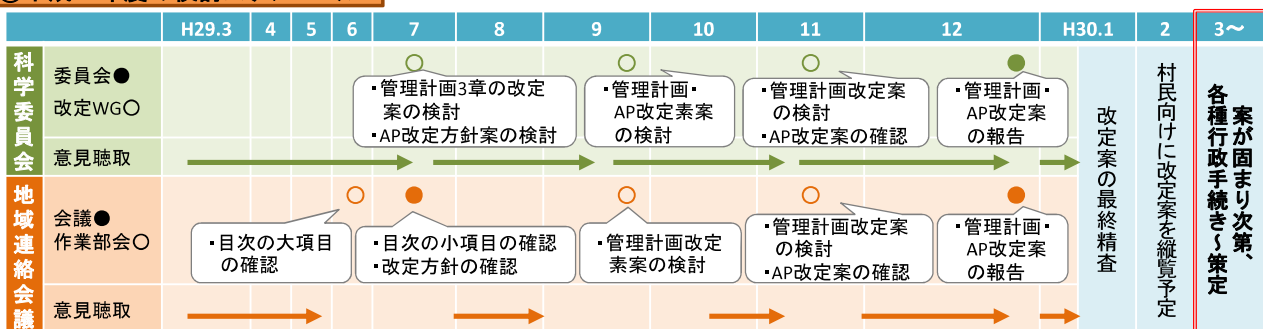 H29.3 4 5 6 7 8 9 10 11 12 H30.1 2 3～
科学委員会
委員会●
改定WG○
・管理計画3章の改定
案の検討
・AP改定方針案の検討
・管理計画・
AP改定素案
の検討
・管理計画改定案
の検討
・AP改定案の確認
・管理計画・
AP改定案
の報告
意見聴取
地域連絡会議
会議●
作業部会○
・目次の大項目
の確認
・目次の小項目の確認
・改定方針の確認
・管理計画改定
素案の検討
・管理計画改定案
の検討
・AP改定案の確認
・管理計画・
AP改定案
の報告
意見聴取
改定案の最終精査
村民向けに改定案を縦覧予定
案が固まり次第、
各種行政手続き～策定